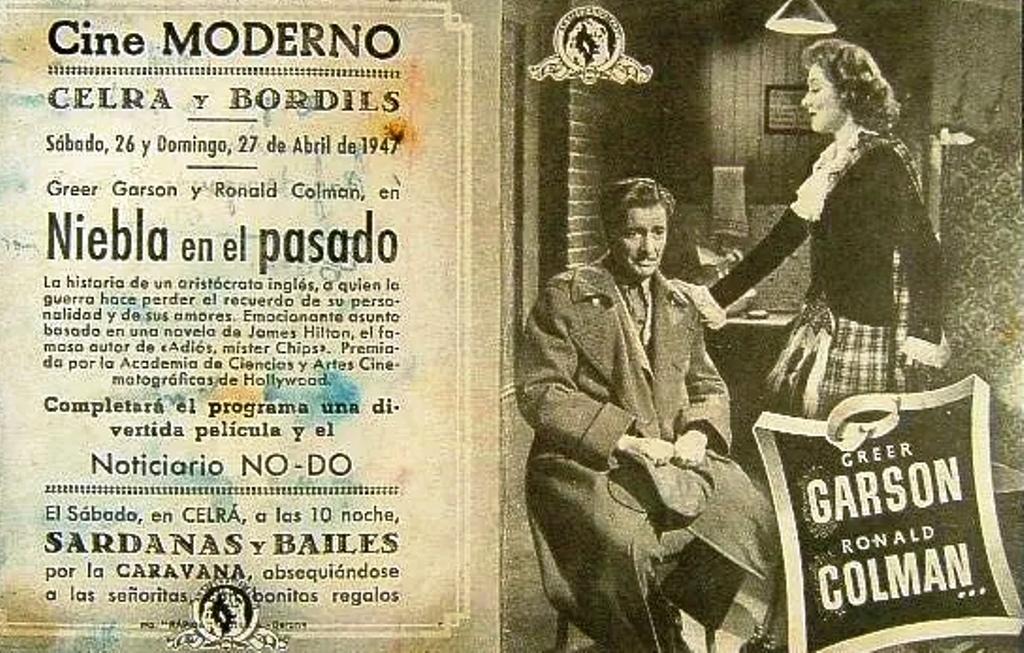 Cine MODERNO
CELRA Y BORDILS
Sábado, 26 y Domingo, 27 de Abril de 1947
Greer Garson y Ronald Colman, en
Niebla en el pasado
La historia de un aristócrata inglés, a quien la
guerra hace perder el recuerdo de su perso-
nalidad y de sus amores. Emocionante asunto
basado en una novela de James Hilton, el fa-
moso autor de «Adiós, míster Chips». Premia-
da por la Academia de Ciencias y Artes Cine-
matográficas de Hollywood.
Completará el programa una di-
vertida película y el
Noticiario NO-DO
El Sábado, en CELRÁ, a las 10 noche,
SARDANAS Y BAILES
por la CARAVANA, obsequiándose
a las señoritas, con bonitos regalos
GREER
GARSON
RONALD
COLMAN...